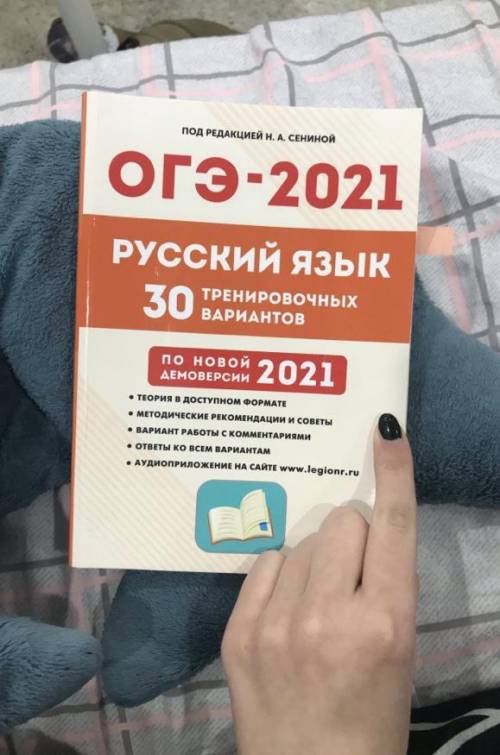 ПОД РЕДАКЦИЕЙ Н. А. СЕНИНОЙ
ОГЭ-2021
РУССКИЙ ЯЗЫК
30 ТРЕНИРОВОЧНЫХ
ВАРИАНТОВ
ПО НОВОЙ
ДЕМОВЕРСИИ 2021
• ТЕОРИЯ В ДОСТУПНОМ ФОРМАТЕ
• МЕТОДИЧЕСКИЕ РЕКОМЕНДАЦИИ И СОВЕТЫ
• ВАРИАНТ РАБОТЫ С КОММЕНТАРИЯМИ
• ОТВЕТЫ КО ВСЕМ ВАРИАНТАМ
• АУДИОПРИЛОЖЕНИЕ НА САЙТЕ www.legionr.ru